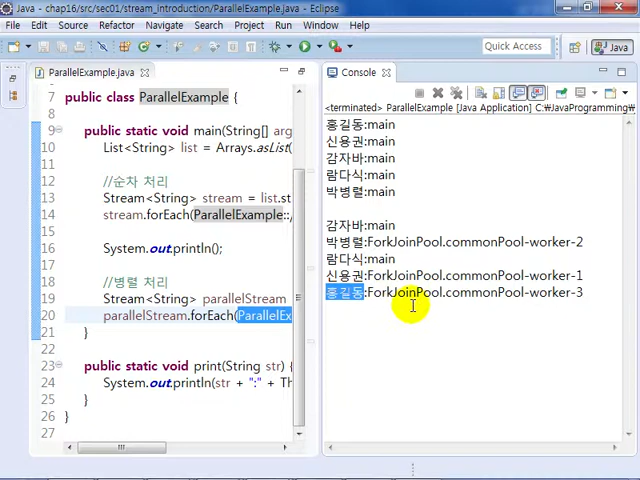 Java - chap16/src/sec01/stream_introduction/ParallelExample.java - Eclipse
File Edit Source Refactor Navigate Search Project Run Window Help
Quick Access
Java
ParallelExample.java
Console
<terminated> ParallelExample [Java Application] C:\JavaProgramming\
7 public class ParallelExample {
8
9 public static void main(String[] arg
10 List<String> list = Arrays.asList(
11
12 //순차 처리
13 Stream<String> stream = list.st
14 stream.forEach(ParallelExample::
15
16 System.out.println();
17
18 //병렬 처리
19 Stream<String> parallelStream
20 parallelStream.forEach(ParallelEx
21 }
22
23 public static void print(String str) {
24 System.out.println(str + ":" + Th
25 }
26 }
27
홍길동:main
신용권:main
감자바:main
람다식:main
박병렬:main
감자바:main
박병렬:ForkJoinPool.commonPool-worker-2
람다식:main
신용권:ForkJoinPool.commonPool-worker-1
홍길동:ForkJoinPool.commonPool-worker-3